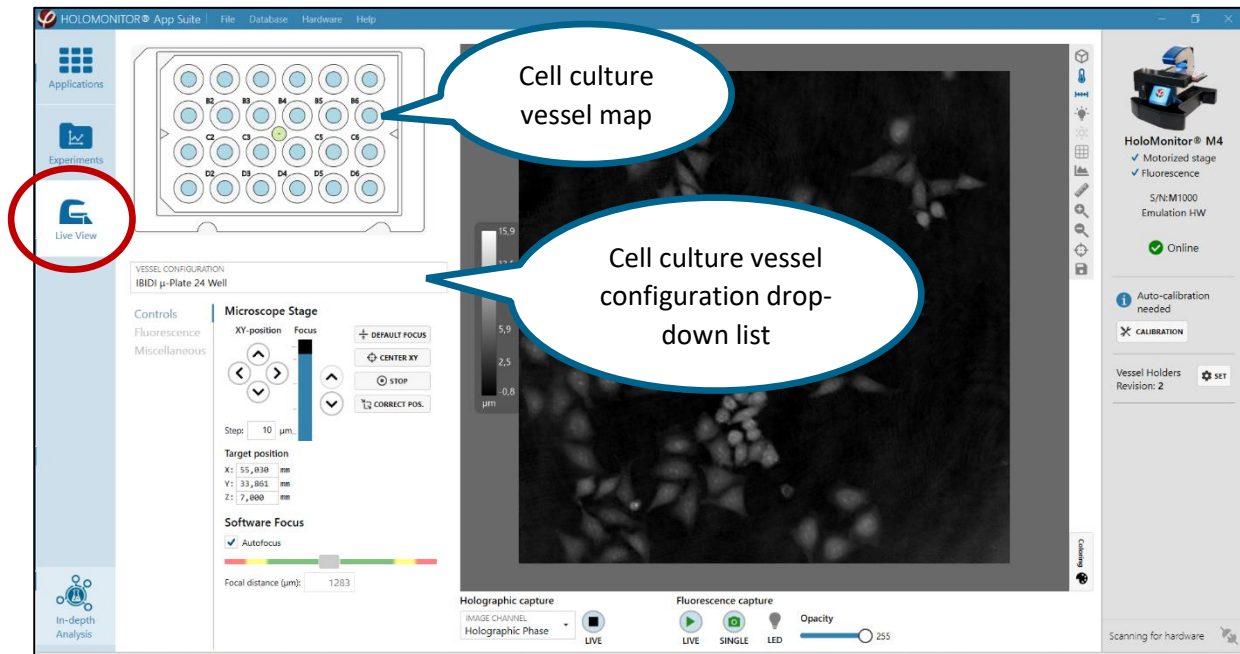 HOLOMONITOR® App Suite File Database Hardware Help
Applications
Experiments
Live View
In-depth
Analysis
B2 B3 B4 B5 B6
C2 C3 C5 C6
D2 D3 D4 D5 D6
Cell culture
vessel map
VESSEL CONFIGURATION
IBIDI µ-Plate 24 Well
Cell culture vessel
configuration drop-
down list
Controls
Fluorescence
Miscellaneous
Microscope Stage
XY-position Focus
DEFAULT FOCUS
CENTER XY
STOP
CORRECT POS.
Step: 10 µm
Target position
X: 55,030 mm
Y: 33,861 mm
Z: 7,000 mm
Software Focus
Autofocus
Focal distance (µm): 1283
15,9
5,9
2,5
-0,8
µm
Coloring
Holographic capture
IMAGE CHANNEL
Holographic Phase
LIVE
Fluorescence capture
LIVE SINGLE LED
Opacity
255
HoloMonitor® M4
Motorized stage
Fluorescence
S/N:M1000
Emulation HW
Online
Auto-calibration
needed
CALIBRATION
Vessel Holders
Revision: 2
SET
Scanning for hardware